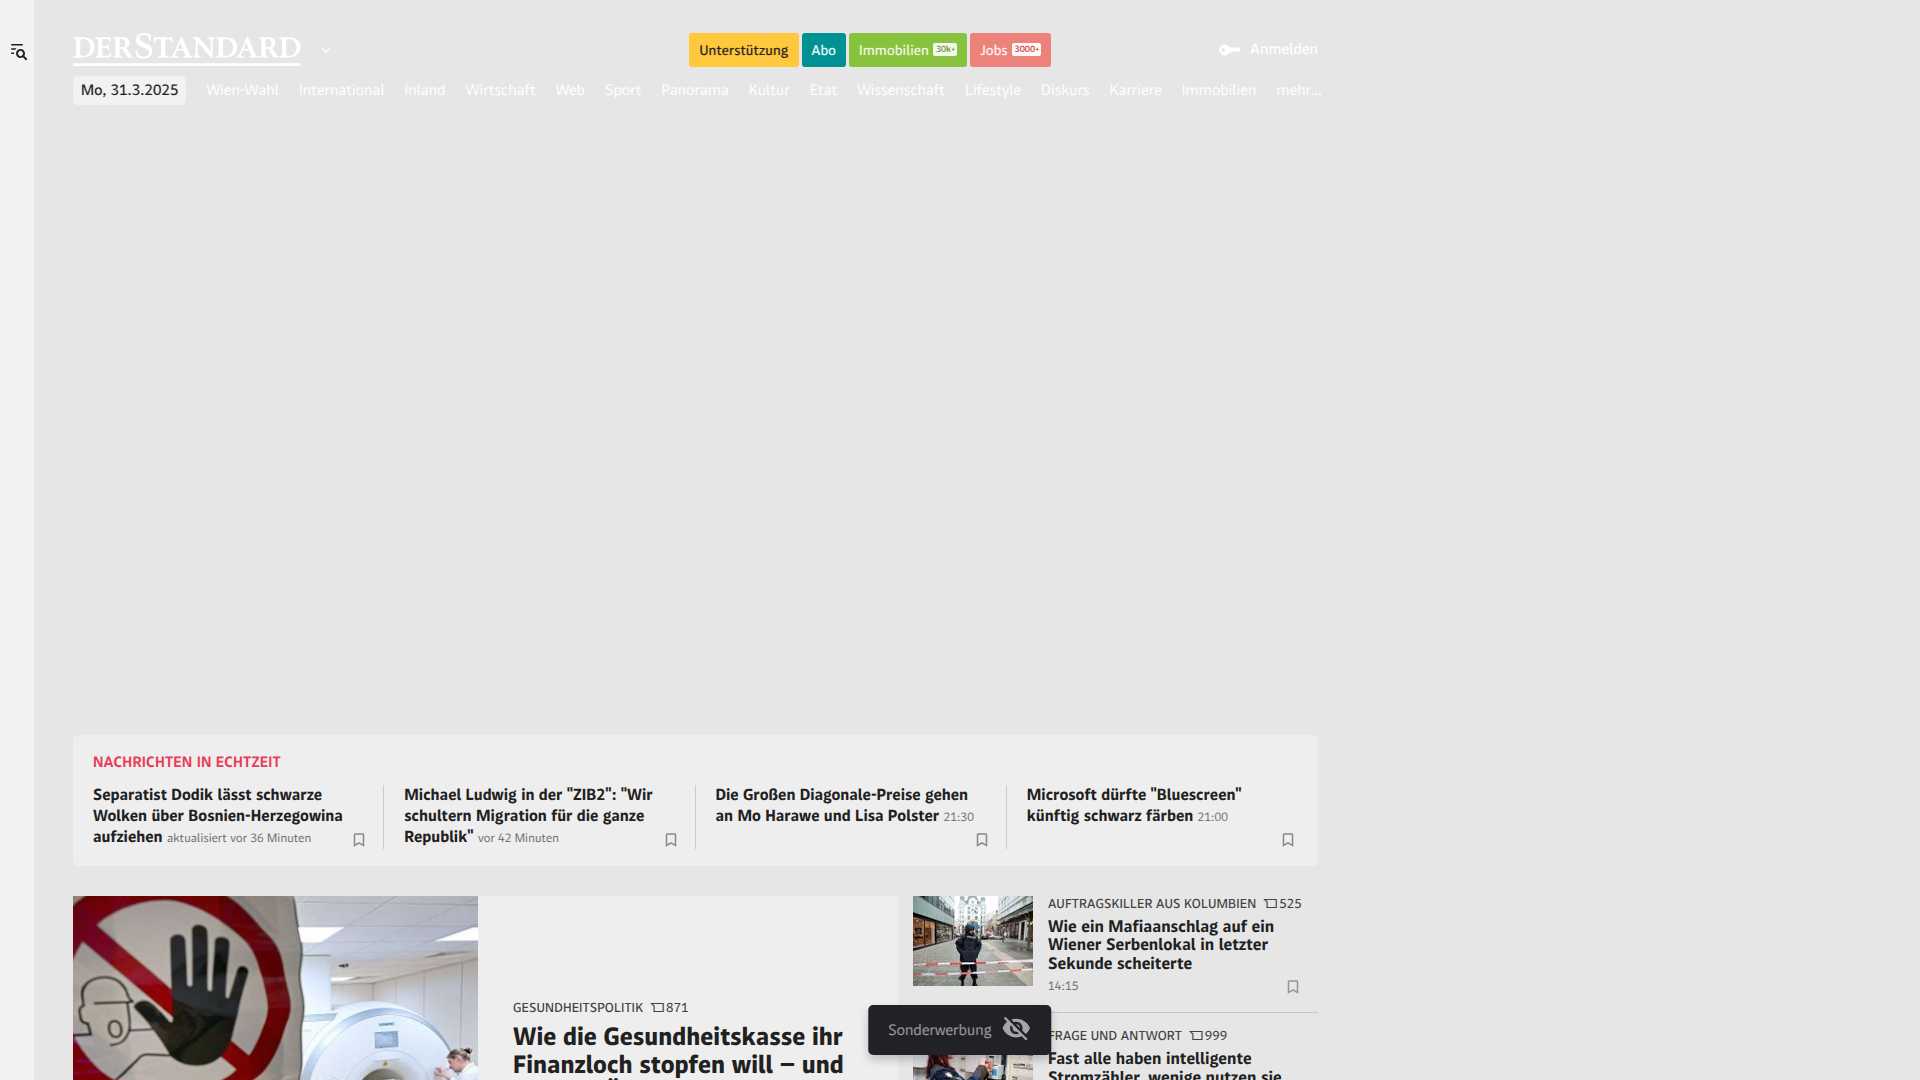 DERSTANDARD
Unterstützung Abo Immobilien 30k+ Jobs 3000+
Anmelden
Mo, 31.3.2025 Wien-Wahl International Inland Wirtschaft Web Sport Panorama Kultur Etat Wissenschaft Lifestyle Diskurs Karriere Immobilien mehr...
NACHRICHTEN IN ECHTZEIT
Separatist Dodik lässt schwarze
Wolken über Bosnien-Herzegowina
aufziehen aktualisiert vor 36 Minuten
Michael Ludwig in der "ZIB2": "Wir
schultern Migration für die ganze
Republik" vor 42 Minuten
Die Großen Diagonale-Preise gehen
an Mo Harawe und Lisa Polster 21:30
Microsoft dürfte "Bluescreen"
künftig schwarz färben 21:00
GESUNDHEITSPOLITIK 871
Wie die Gesundheitskasse ihr
Finanzloch stopfen will – und
AUFTRAGSKILLER AUS KOLUMBIEN 525
Wie ein Mafiaanschlag auf ein
Wiener Serbenlokal in letzter
Sekunde scheiterte
14:15
FRAGE UND ANTWORT 999
Fast alle haben intelligente
Stromzähler, wenige nutzen sie
Sonderwerbung